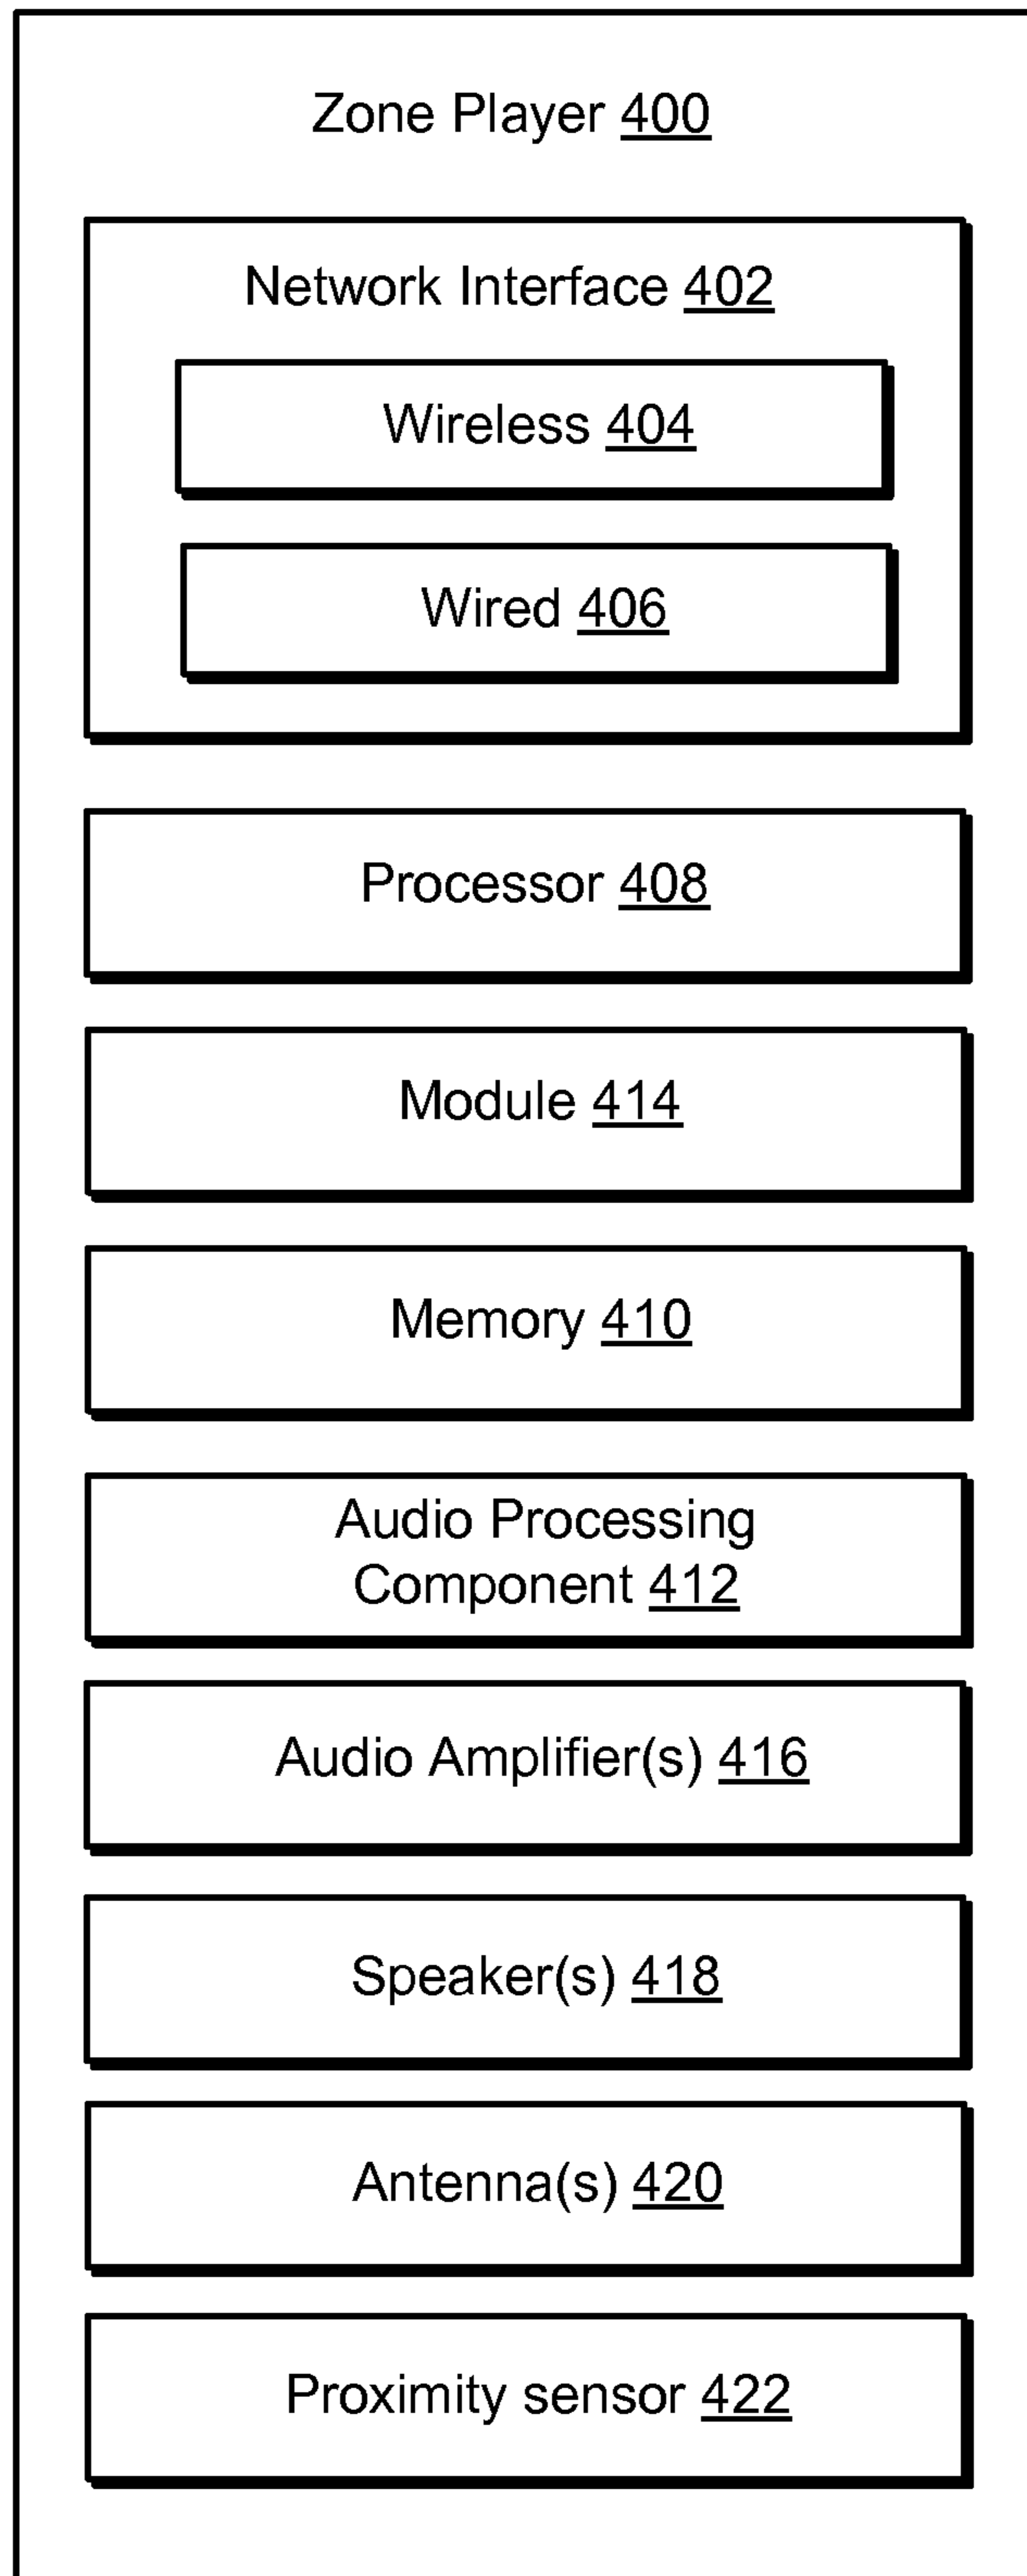 Zone Player 400
Network Interface 402
Wireless 404
Wired 406
Processor 408
Module 414
Memory 410
Audio Processing
Component 412
Audio Amplifier(s) 416
Speaker(s) 418
Antenna(s) 420
Proximity sensor 422